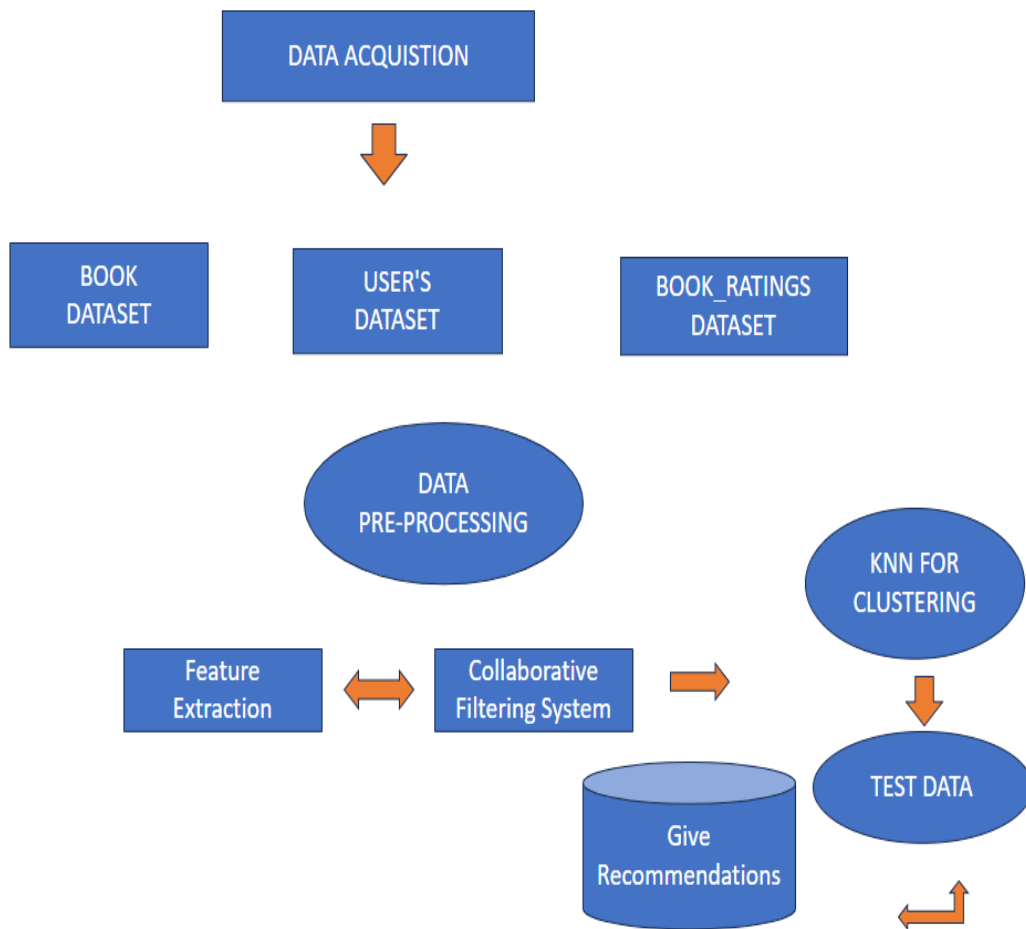 DATA ACQUISTION
BOOK
DATASET
USER'S
DATASET
BOOK_RATINGS
DATASET
DATA
PRE-PROCESSING
KNN FOR
CLUSTERING
Feature
Extraction
Collaborative
Filtering System
TEST DATA
Give
Recommendations